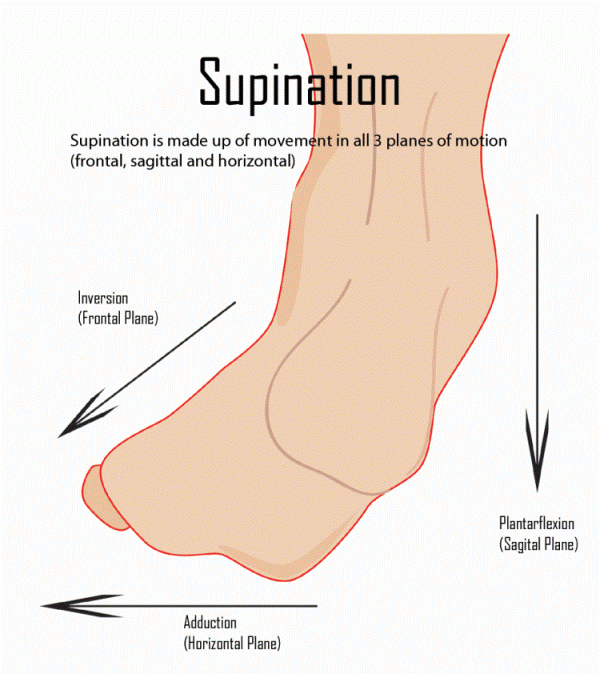 Supination
Supination is made up of movement in all 3 planes of motion
(frontal, sagittal and horizontal)
Inversion
(Frontal Plane)
Plantarflexion
(Sagital Plane)
Adduction
(Horizontal Plane)